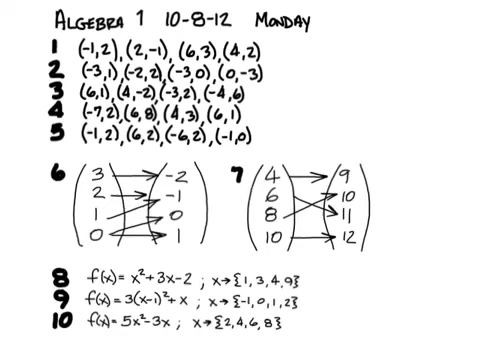 ALGEBRA 1 10-8-12 MONDAY
1 (-1,2), (2,-1), (6,3), (4,2)
2 (-3,1), (-2,2), (-3,0), (0,-3)
3 (6,1), (4,-2), (-3,2), (-4,6)
4 (-7,2), (6,8), (4,3), (6,1)
5 (-1,2), (6,2), (-6,2), (-1,0)
6 3 -2 7 4 9
2 -1 6 10
1 0 8 11
0 1 10 12
8 f(x) = x²+3x-2 ; x→{1,3,4,9}
9 f(x) = 3(x-1)²+x ; x→{-1,0,1,2}
10 f(x) = 5x²-3x ; x→{2,4,6,8}